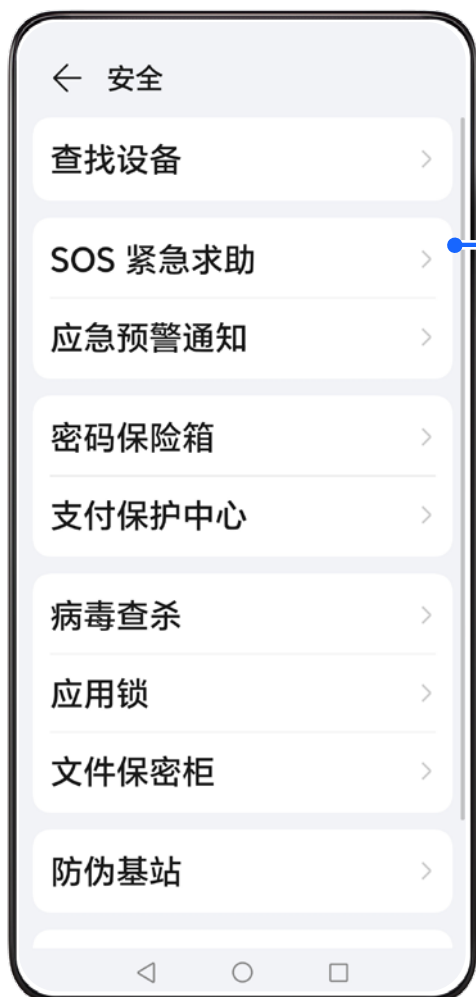 安全
查找设备
SOS 紧急求助
应急预警通知
密码保险箱
支付保护中心
病毒查杀
应用锁
文件保密柜
防伪基站